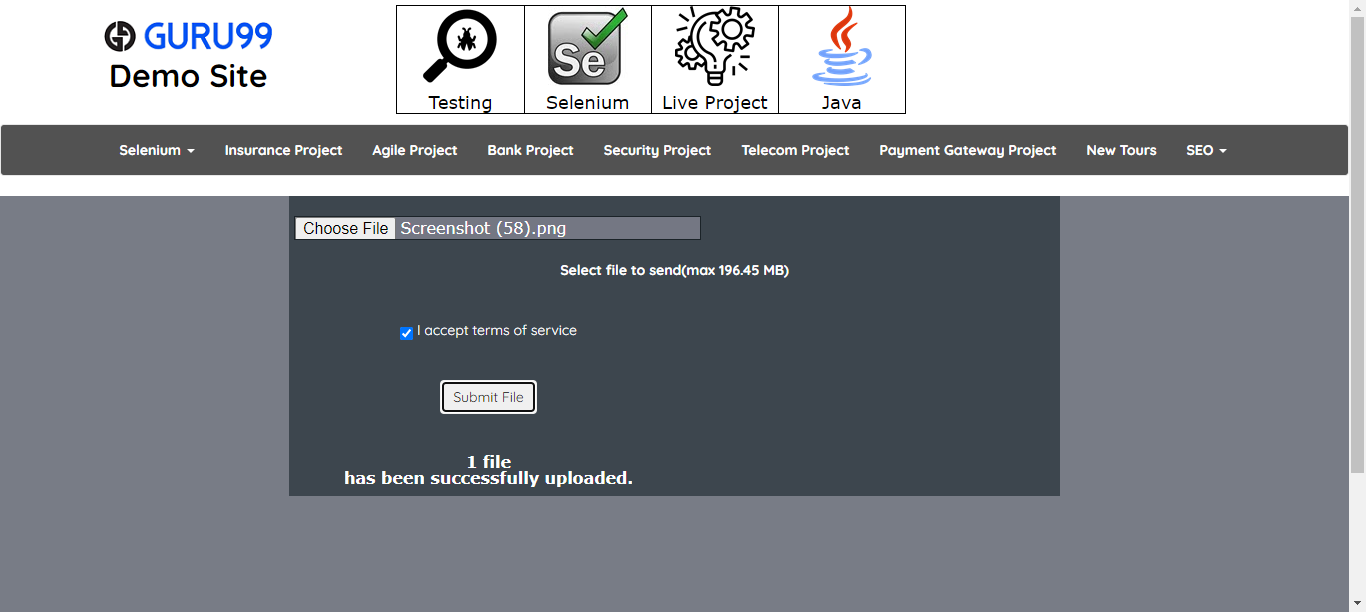 GURU99
Demo Site
Se
Testing Selenium Live Project Java
Selenium Insurance Project Agile Project Bank Project Security Project Telecom Project Payment Gateway Project New Tours SEO
Choose File Screenshot (58).png
Select file to send(max 196.45 MB)
I accept terms of service
Submit File
1 file
has been successfully uploaded.